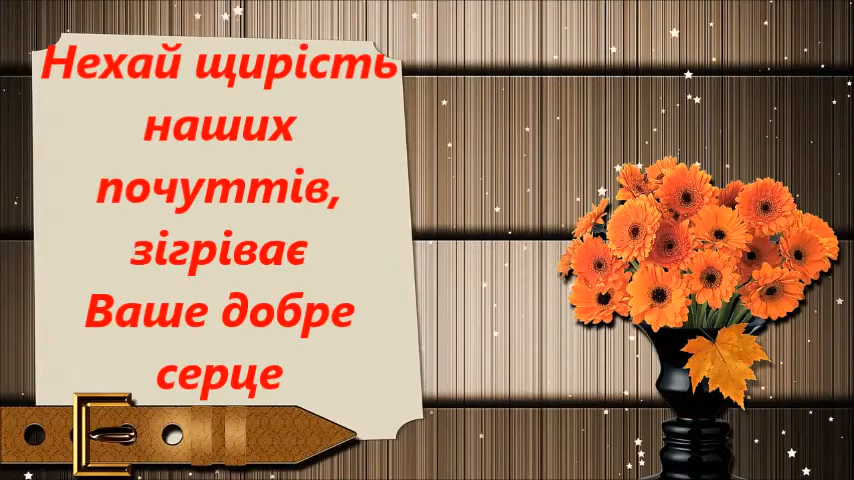 Нехай щирість
наших
почуттів,
зігріває
Ваше добре
серце